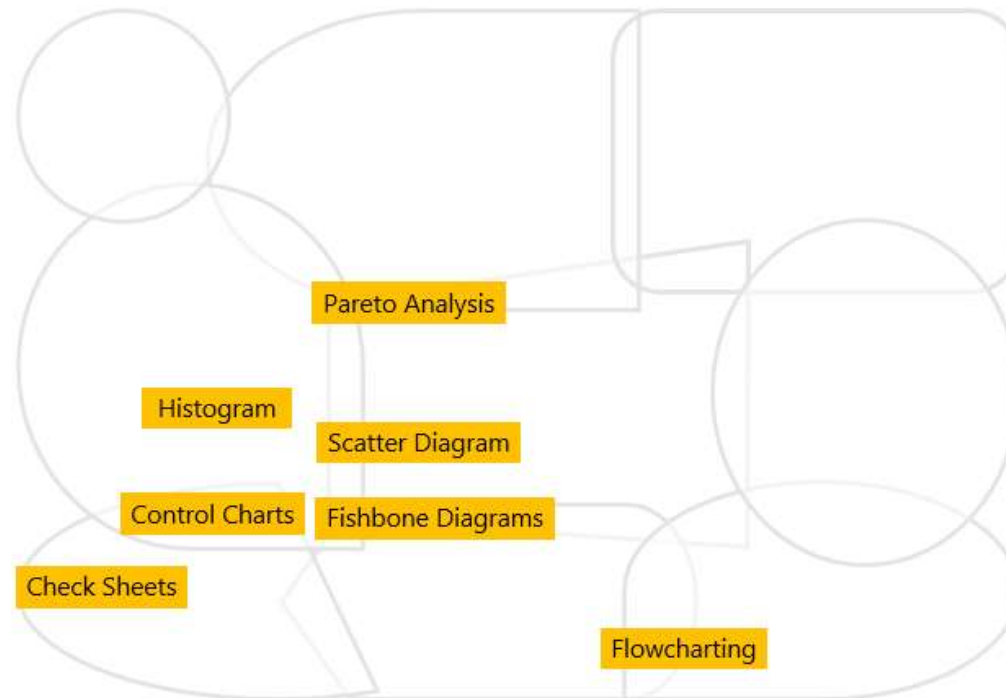 Pareto Analysis
Histogram
Scatter Diagram
Control Charts
Fishbone Diagrams
Check Sheets
Flowcharting